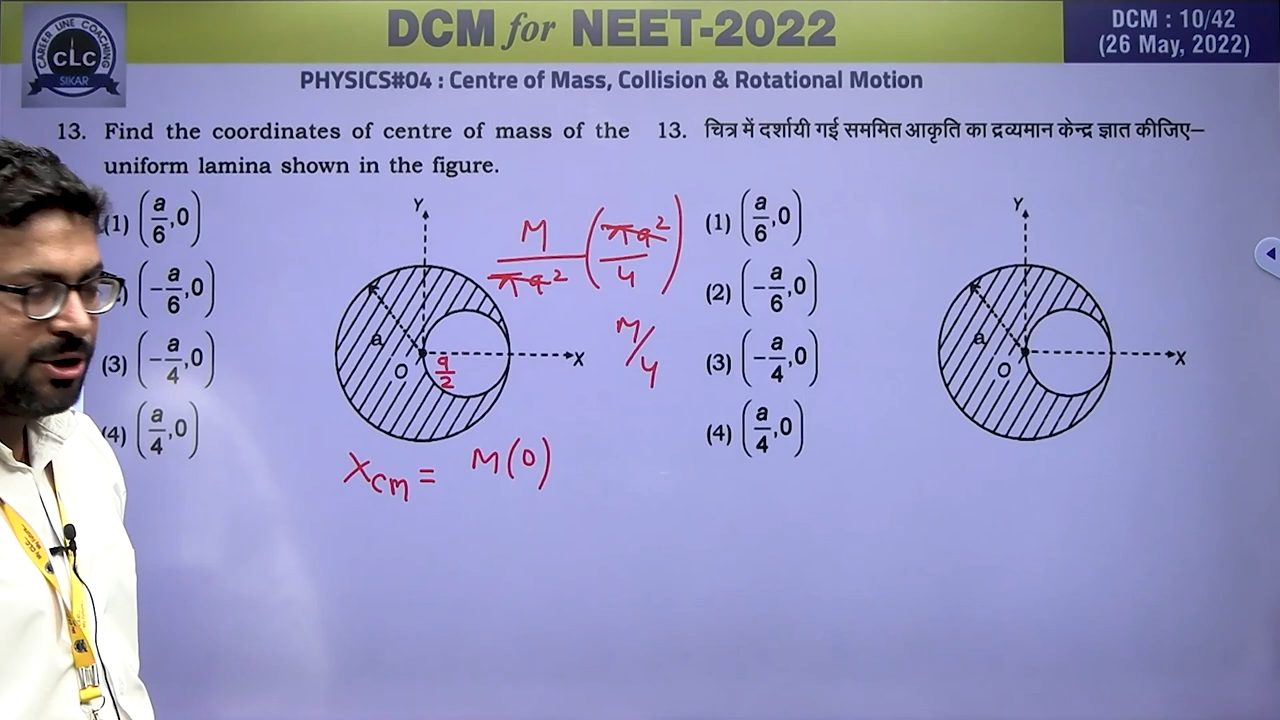 DCM for NEET-2022
DCM : 10/42
(26 May, 2022)
CAREER LINE COACHING
CLC
SIKAR
PHYSICS#04 : Centre of Mass, Collision & Rotational Motion
13. Find the coordinates of centre of mass of the
uniform lamina shown in the figure.
(1) (a/6,0)
(−a/6,0)
(3) (−a/4,0)
(4) (a/4,0)
Y
a
O
a/2
X
M/πa² (πa²/4)
M/4
Xcm = M(0)
13. चित्र में दर्शायी गई सममित आकृति का द्रव्यमान केन्द्र ज्ञात कीजिए–
(1) (a/6,0)
(2) (−a/6,0)
(3) (−a/4,0)
(4) (a/4,0)
Y
a
O
X